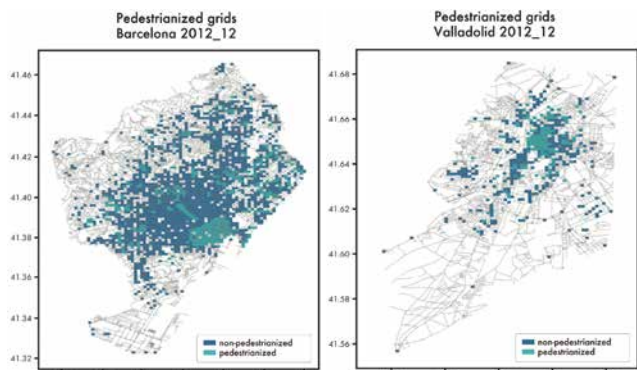 Pedestrianized grids
Barcelona 2012_12
41.46
41.44
41.42
41.40
41.38
41.36
41.34
41.32
non-pedestrianized
pedestrianized
Pedestrianized grids
Valladolid 2012_12
41.68
41.66
41.64
41.62
41.60
41.58
41.56
non-pedestrianized
pedestrianized